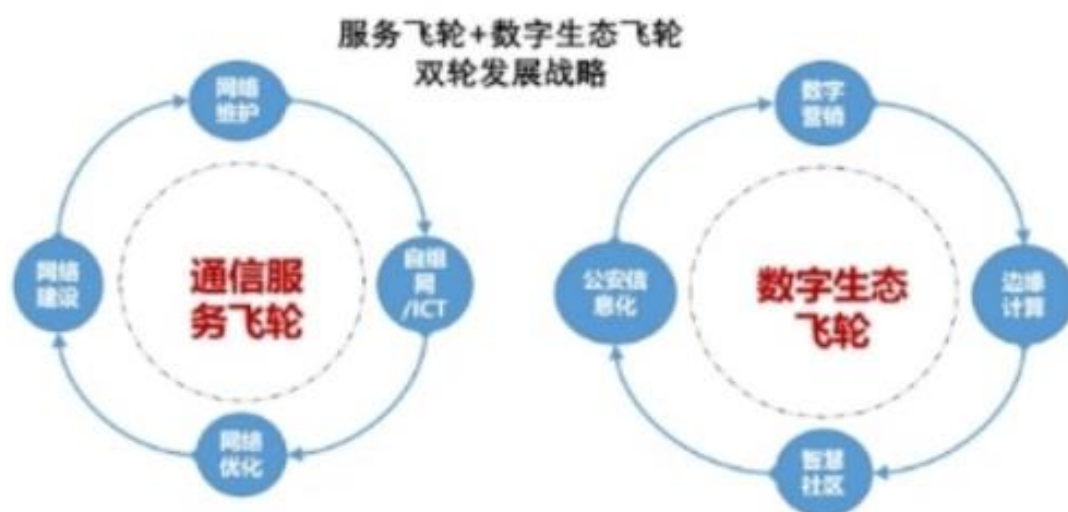 服务飞轮+数字生态飞轮
双轮发展战略
网络
维护
网络
建设
通信服
务飞轮
自组
网
/ICT
网络
优化
数字
营销
公安信
息化
数字生态
飞轮
边缘
计算
智慧
社区